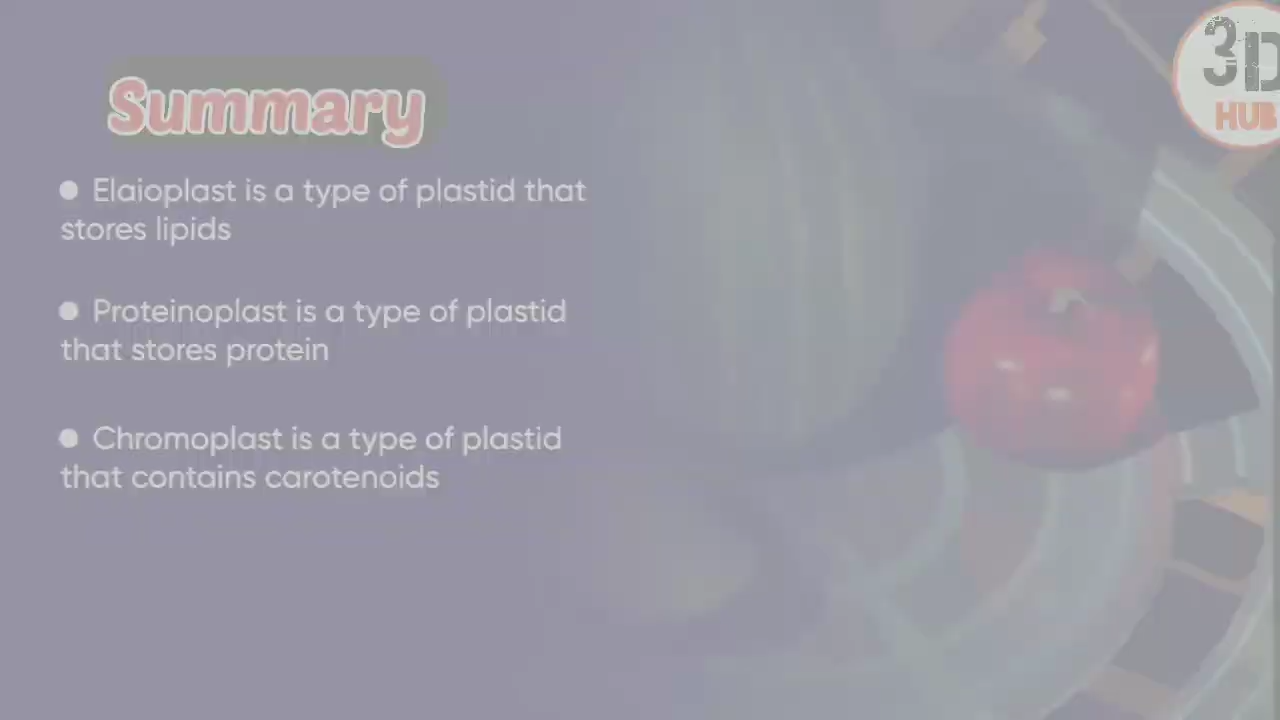 3D
HUB
Summary
● Elaioplast is a type of plastid that
stores lipids
● Proteinoplast is a type of plastid
that stores protein
● Chromoplast is a type of plastid
that contains carotenoids